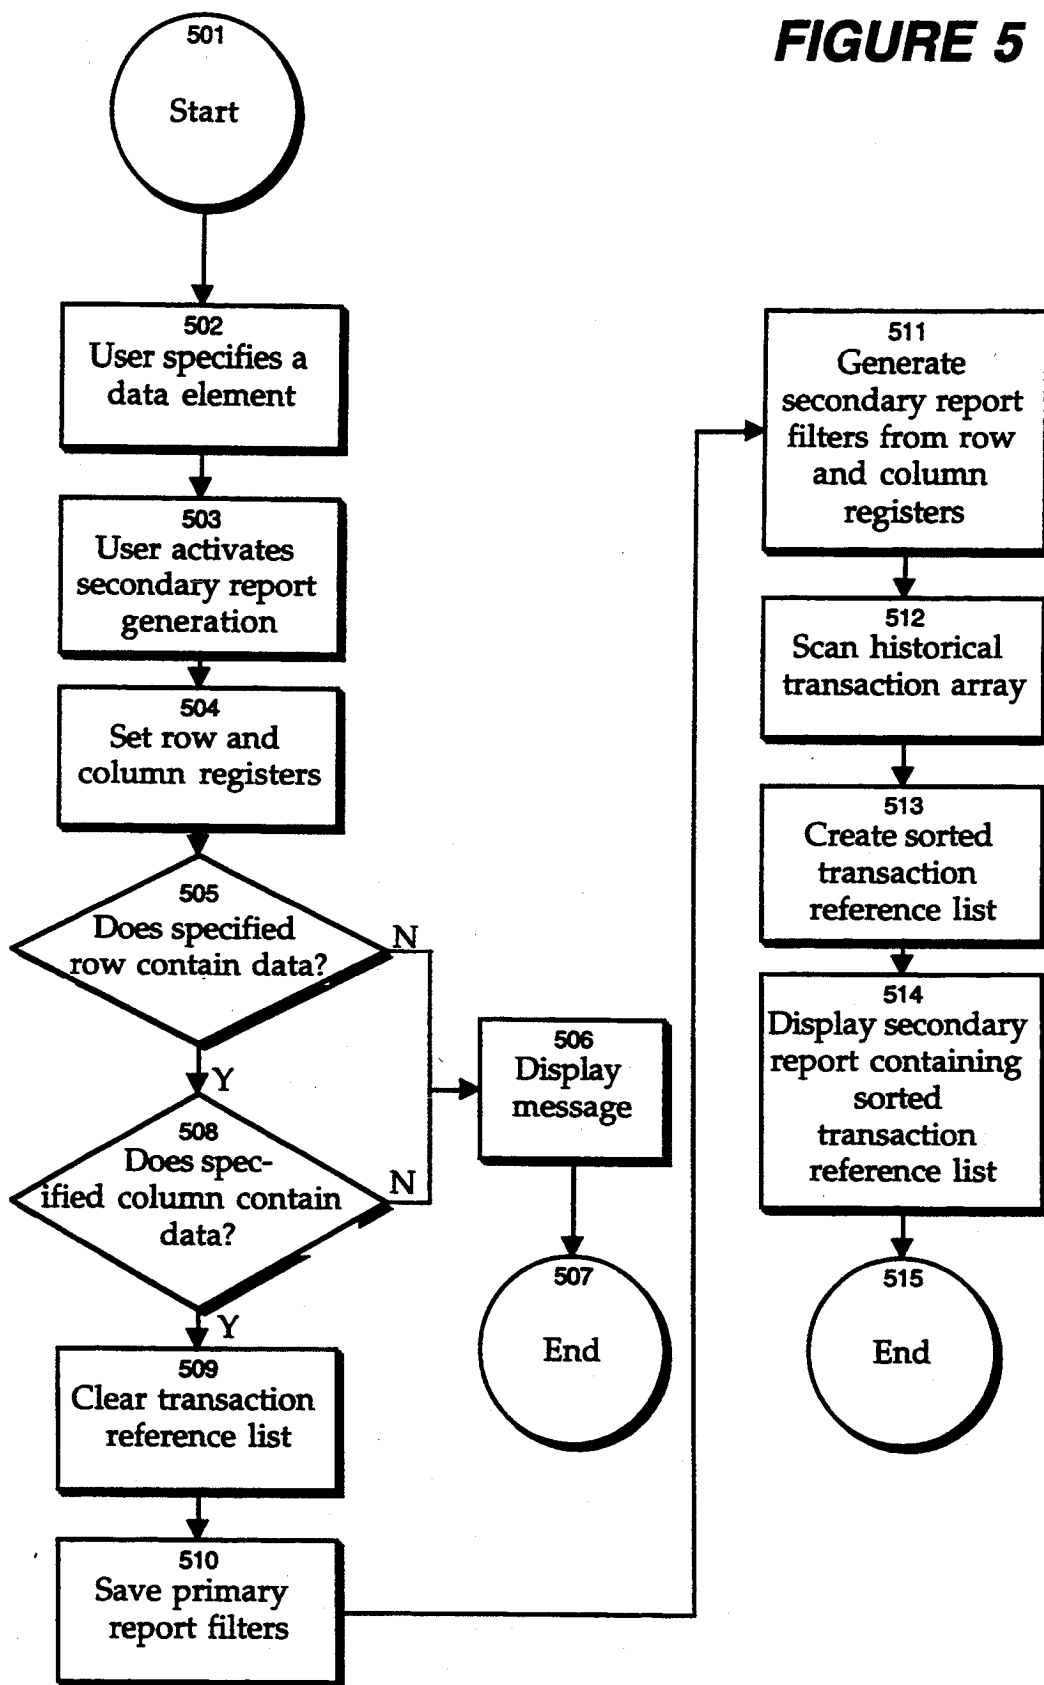 FIGURE 5
501
Start
502
User specifies a
data element
503
User activates
secondary report
generation
504
Set row and
column registers
505
Does specified
row contain data?
N
Y
508
Does spec-
ified column contain
data?
N
Y
506
Display
message
507
End
509
Clear transaction
reference list
510
Save primary
report filters
511
Generate
secondary report
filters from row
and column
registers
512
Scan historical
transaction array
513
Create sorted
transaction
reference list
514
Display secondary
report containing
sorted
transaction
reference list
515
End